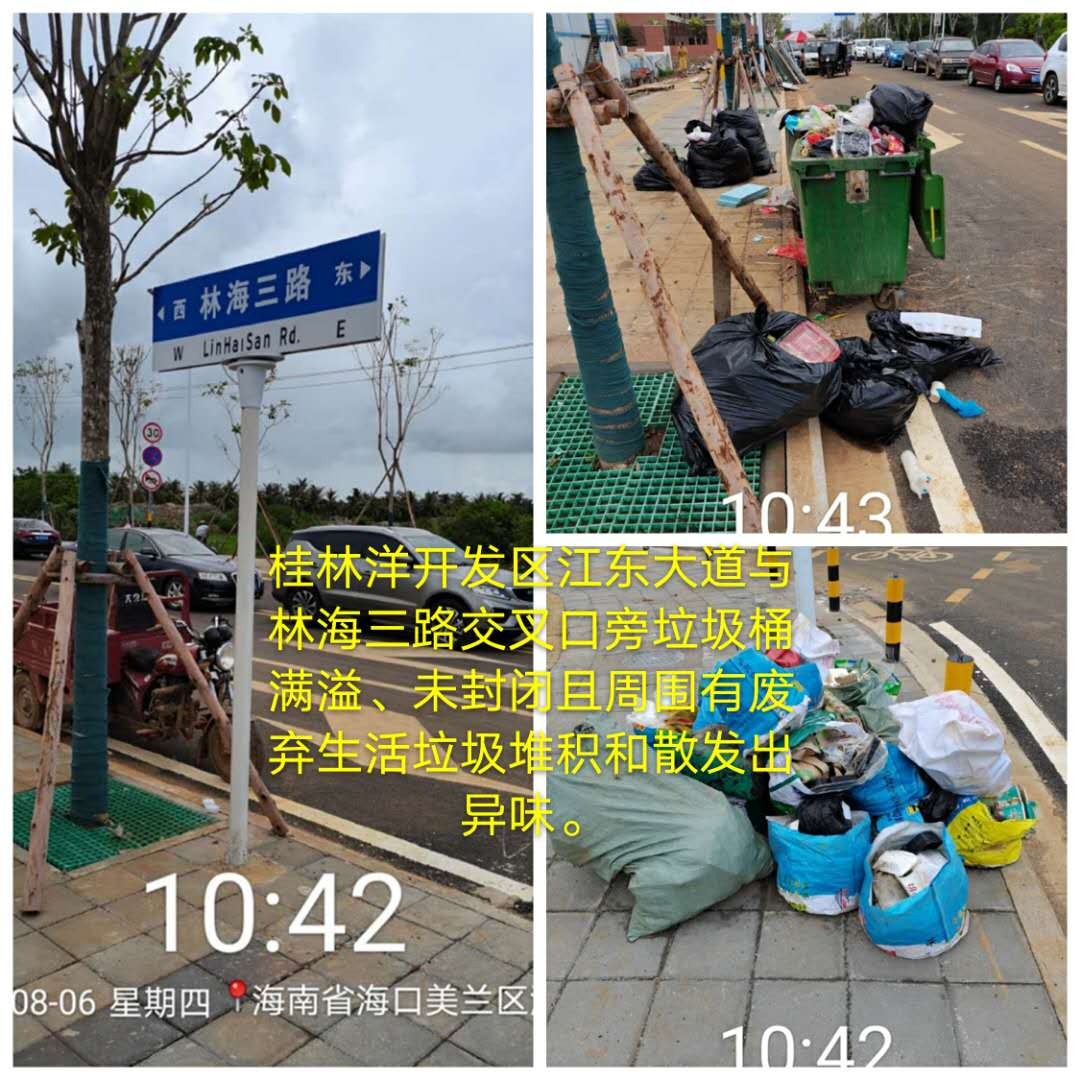 西 林海三路 东
W LinHaiSan Rd. E
30
10:42
08-06 星期四 海南省海口美兰区
10:43
桂林洋开发区江东大道与
林海三路交叉口旁垃圾桶
满溢、未封闭且周围有废
弃生活垃圾堆积和散发出
异味。
10:42